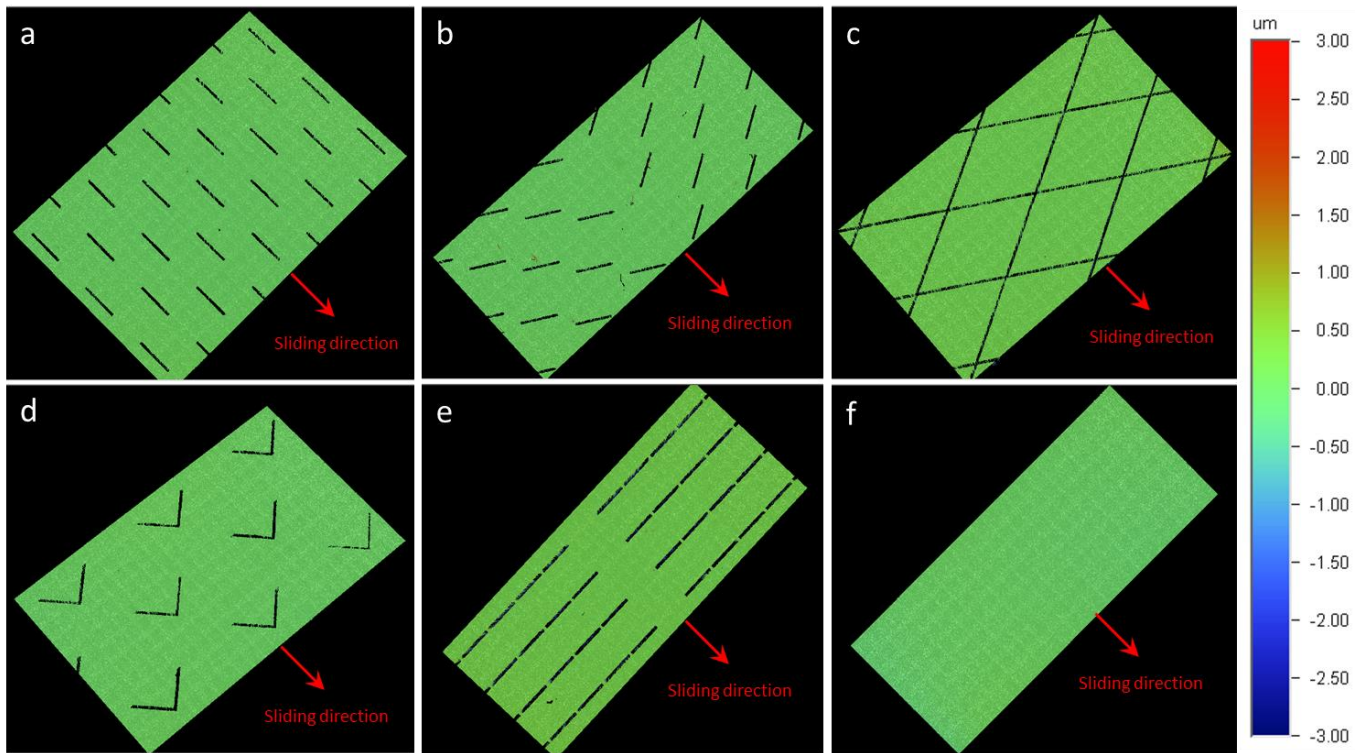 a
b
c
um
3.00
2.50
2.00
1.50
1.00
0.50
0.00
-0.50
-1.00
-1.50
-2.00
-2.50
-3.00
Sliding direction
Sliding direction
Sliding direction
d
e
f
Sliding direction
Sliding direction
Sliding direction